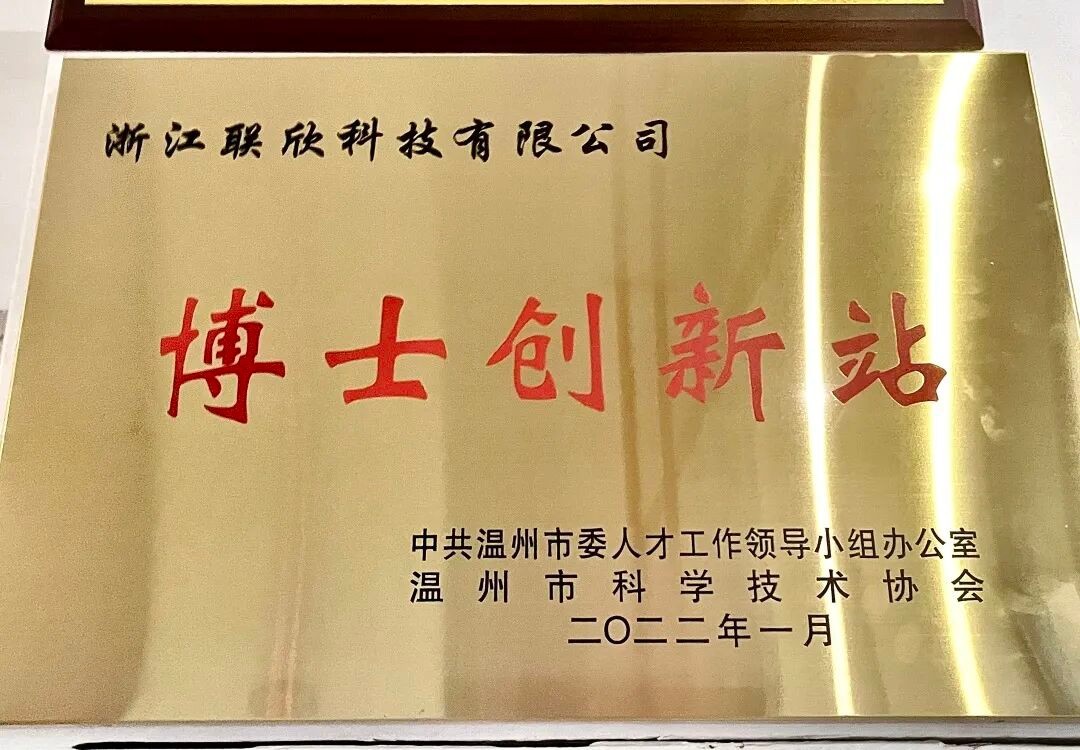 浙江联欣科技有限公司
博士创新站
中共温州市委人才工作领导小组办公室
温州市科学技术协会
二〇二二年一月